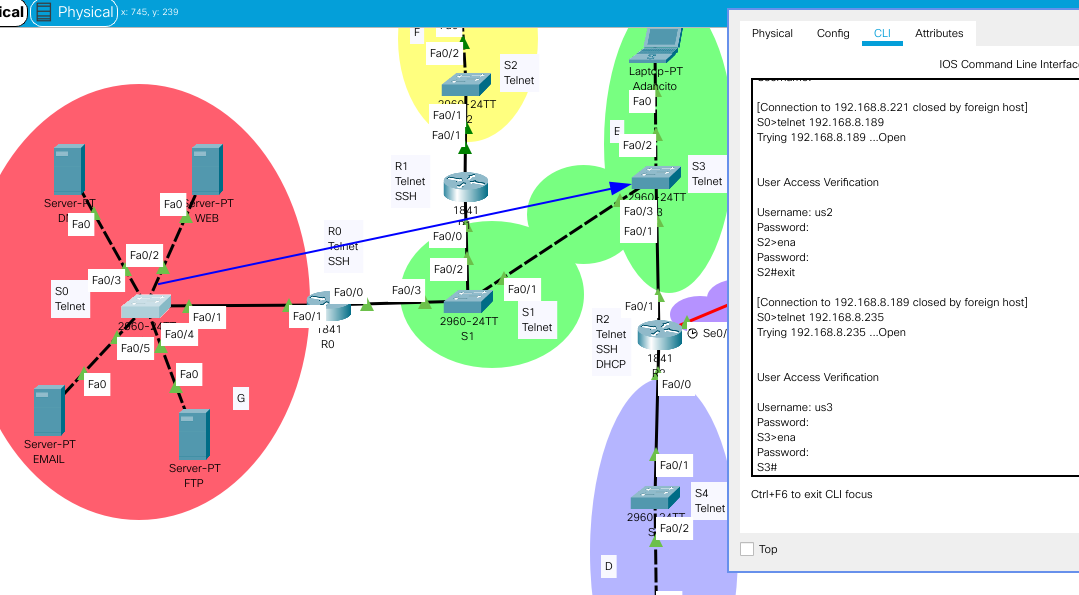 ical
Physical
x: 745, y: 239
F
Fa0/2
S2
Telnet
2960-24TT
Fa0/1
2
Fa0/1
R1
Telnet
SSH
1841
Fa0/0
Fa0/2
Laptop-PT
Adancito
Fa0
E
Fa0/2
S3
Telnet
2960-24TT
3
Fa0/3
Fa0/1
Server-PT
Fa0
Fa0
Server-PT
WEB
Fa0/2
Fa0/3
S0
Telnet
Fa0/1
Fa0/4
Fa0/5
Fa0
Fa0
Server-PT
EMAIL
Server-PT
FTP
G
R0
Telnet
SSH
Fa0/0
Fa0/1
1841
R0
Fa0/3
Fa0/1
2960-24TT
S1
S1
Telnet
Fa0/1
R2
Telnet
SSH
DHCP
1841
Se0/
Fa0/0
Fa0/1
S4
Telnet
2960-24TT
Fa0/2
D
Physical
Config
CLI
Attributes
IOS Command Line Interface
[Connection to 192.168.8.221 closed by foreign host]
S0>telnet 192.168.8.189
Trying 192.168.8.189 ...Open
User Access Verification
Username: us2
Password:
S2>ena
Password:
S2#exit
[Connection to 192.168.8.189 closed by foreign host]
S0>telnet 192.168.8.235
Trying 192.168.8.235 ...Open
User Access Verification
Username: us3
Password:
S3>ena
Password:
S3#
Ctrl+F6 to exit CLI focus
Top